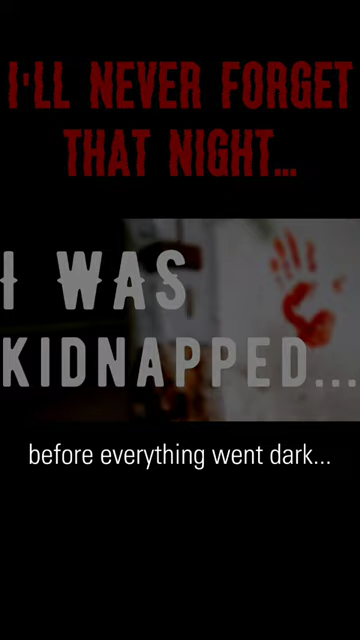 I'LL NEVER FORGET
THAT NIGHT...
I WAS
KIDNAPPED...
before everything went dark...